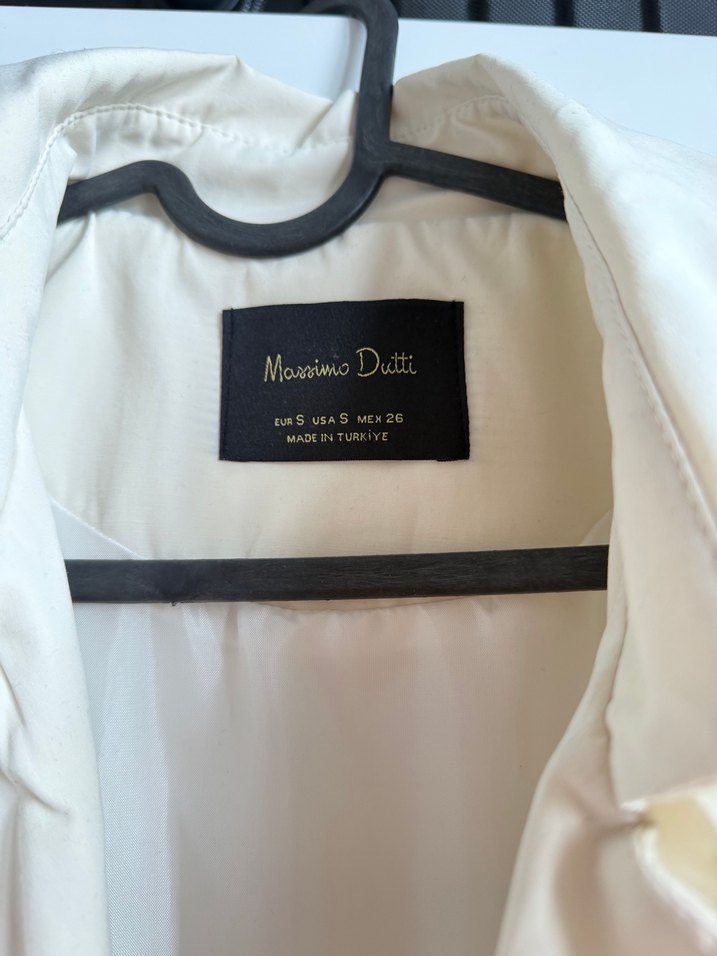 Massimo Dutti
EUR S USA S MEX 26
MADE IN TURKİYE